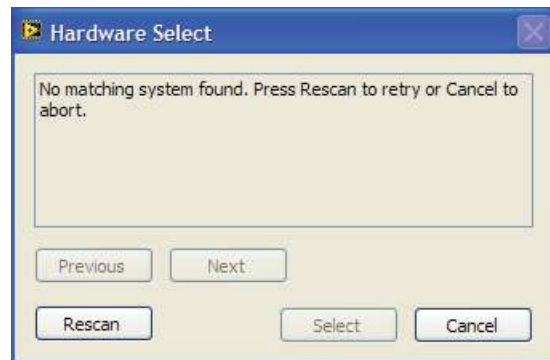 Hardware Select
No matching system found. Press Rescan to retry or Cancel to
abort.
Previous Next
Rescan Select Cancel